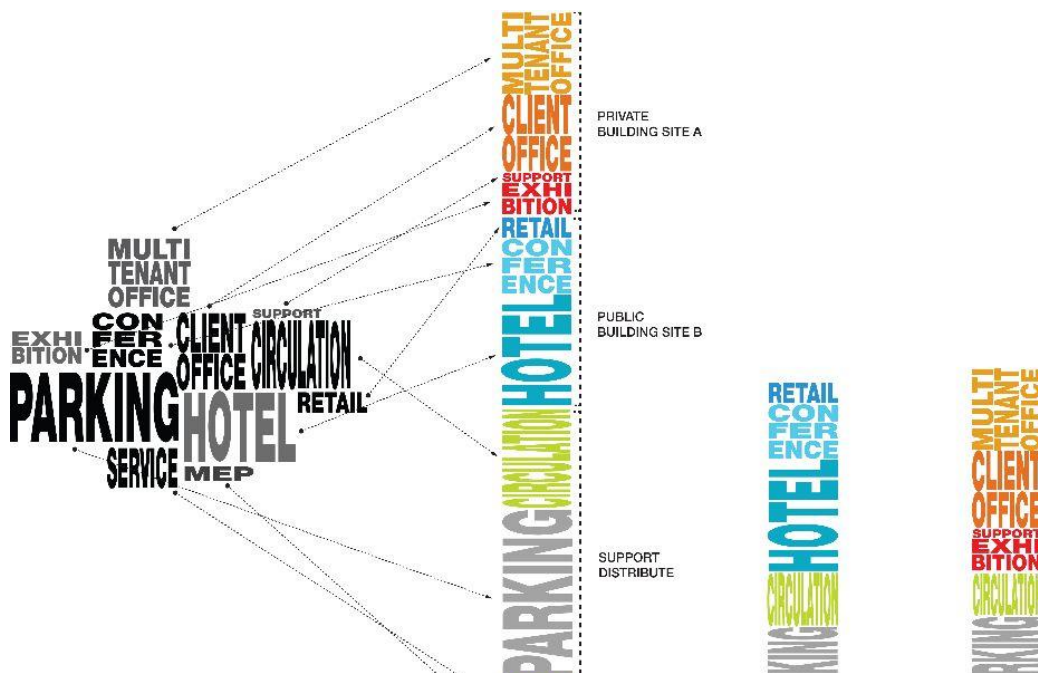 MULTI
TENANT
OFFICE
EXHI
BITION
CON
FER
ENCE
CLIENT
OFFICE
SUPPORT
CIRCULATION
PARKING
HOTEL
RETAIL
SERVICE
MEP
MULTI
TENANT
OFFICE
CLIENT
OFFICE
SUPPORT
EXHI
BITION
RETAIL
CON
FER
ENCE
HOTEL
CIRCULATION
PARKING
PRIVATE
BUILDING SITE A
PUBLIC
BUILDING SITE B
SUPPORT
DISTRIBUTE
RETAIL
CON
FER
ENCE
HOTEL
CIRCULATION
KING
MULTI
TENANT
OFFICE
CLIENT
OFFICE
SUPPORT
EXHI
BITION
CIRCULATION
RKING